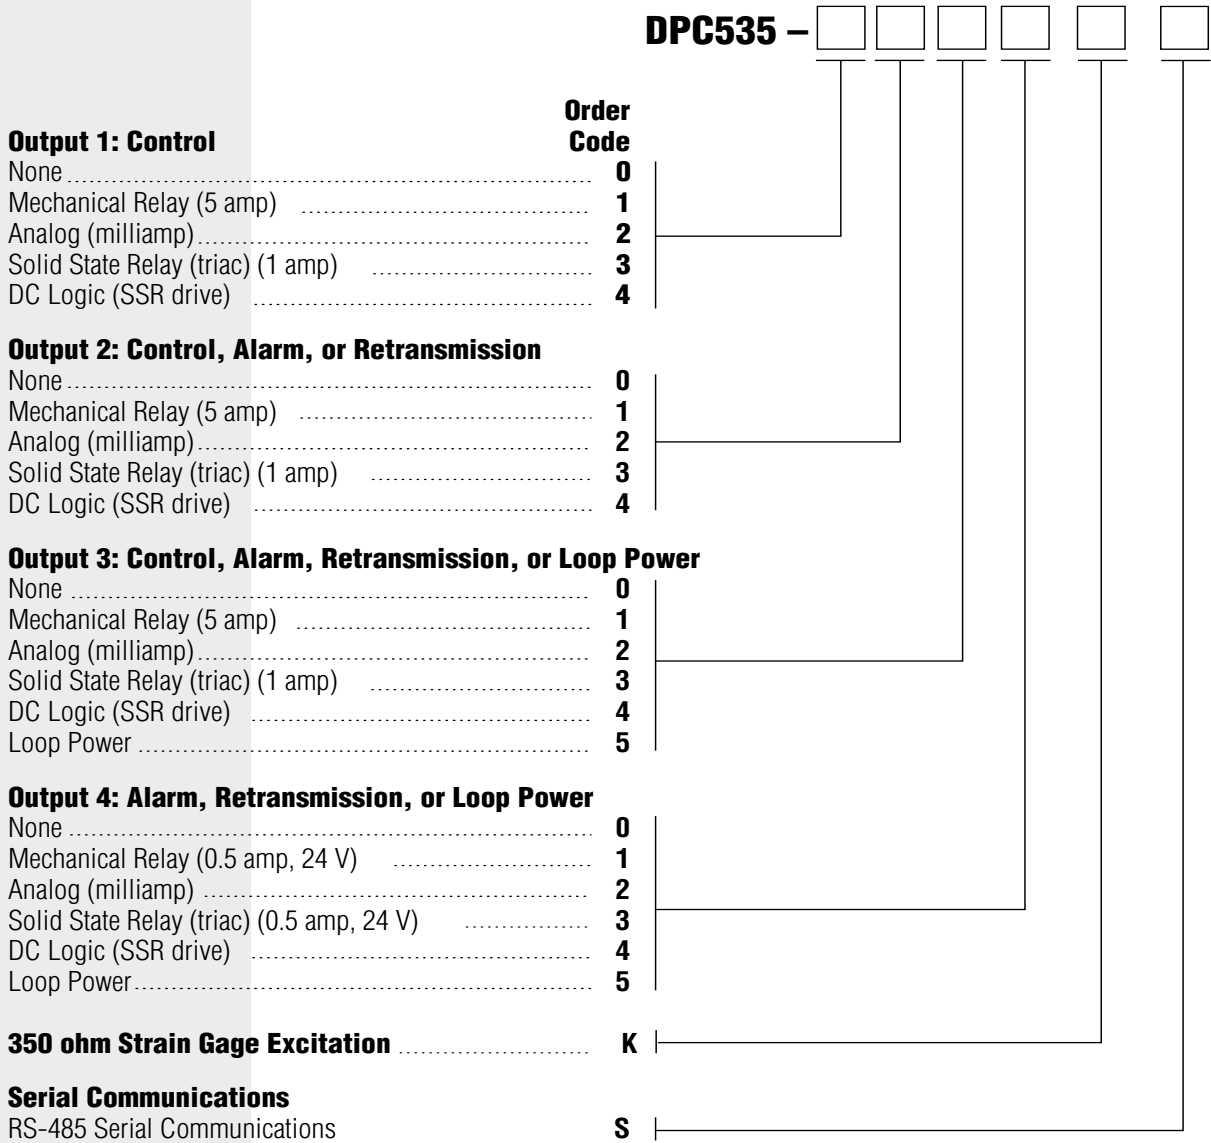 DPC535 –
Order
Output 1: Control Code
None 0
Mechanical Relay (5 amp) 1
Analog (milliamp) 2
Solid State Relay (triac) (1 amp) 3
DC Logic (SSR drive) 4
Output 2: Control, Alarm, or Retransmission
None 0
Mechanical Relay (5 amp) 1
Analog (milliamp) 2
Solid State Relay (triac) (1 amp) 3
DC Logic (SSR drive) 4
Output 3: Control, Alarm, Retransmission, or Loop Power
None 0
Mechanical Relay (5 amp) 1
Analog (milliamp) 2
Solid State Relay (triac) (1 amp) 3
DC Logic (SSR drive) 4
Loop Power 5
Output 4: Alarm, Retransmission, or Loop Power
None 0
Mechanical Relay (0.5 amp, 24 V) 1
Analog (milliamp) 2
Solid State Relay (triac) (0.5 amp, 24 V) 3
DC Logic (SSR drive) 4
Loop Power 5
350 ohm Strain Gage Excitation K
Serial Communications
RS-485 Serial Communications S